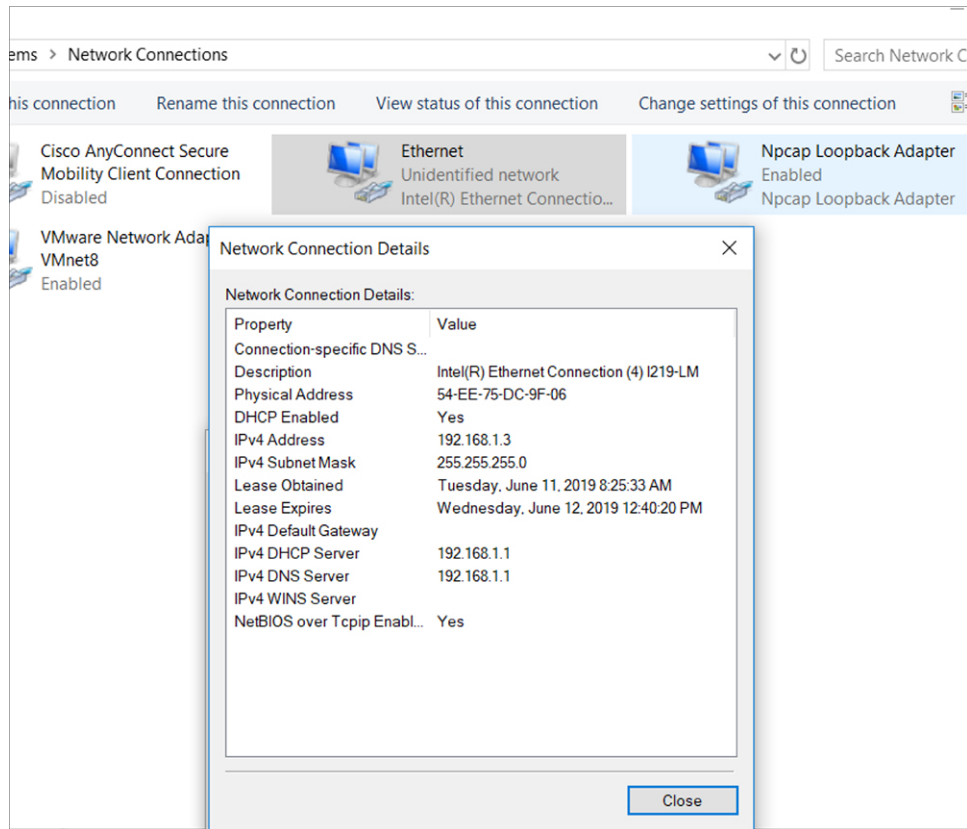 ems > Network Connections
Search Network C
his connection Rename this connection View status of this connection Change settings of this connection
Cisco AnyConnect Secure
Mobility Client Connection
Disabled
Ethernet
Unidentified network
Intel(R) Ethernet Connectio...
Npcap Loopback Adapter
Enabled
Npcap Loopback Adapter
VMware Network Ada
VMnet8
Enabled
Network Connection Details
Network Connection Details:
Property Value
Connection-specific DNS S...
Description Intel(R) Ethernet Connection (4) I219-LM
Physical Address 54-EE-75-DC-9F-06
DHCP Enabled Yes
IPv4 Address 192.168.1.3
IPv4 Subnet Mask 255.255.255.0
Lease Obtained Tuesday, June 11, 2019 8:25:33 AM
Lease Expires Wednesday, June 12, 2019 12:40:20 PM
IPv4 Default Gateway
IPv4 DHCP Server 192.168.1.1
IPv4 DNS Server 192.168.1.1
IPv4 WINS Server
NetBIOS over Tcpip Enabl... Yes
Close